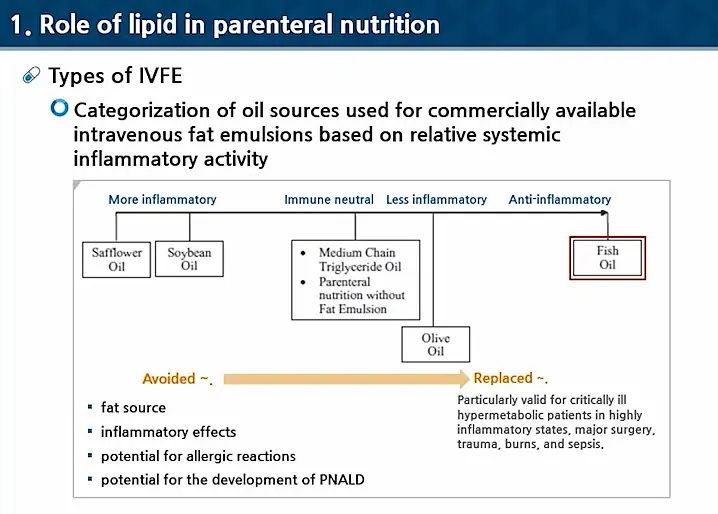 1. Role of lipid in parenteral nutrition
Types of IVFE
Categorization of oil sources used for commercially available
intravenous fat emulsions based on relative systemic
inflammatory activity
More inflammatory
Immune neutral
Less inflammatory
Anti-inflammatory
Safflower
Oil
Soybean
Oil
• Medium Chain
Triglyceride Oil
• Parenteral
nutrition without
Fat Emulsion
Fish
Oil
Olive
Oil
Avoided ~.
Replaced ~.
▪ fat source
▪ inflammatory effects
▪ potential for allergic reactions
▪ potential for the development of PNALD
Particularly valid for critically ill
hypermetabolic patients in highly
inflammatory states, major surgery,
trauma, burns, and sepsis.